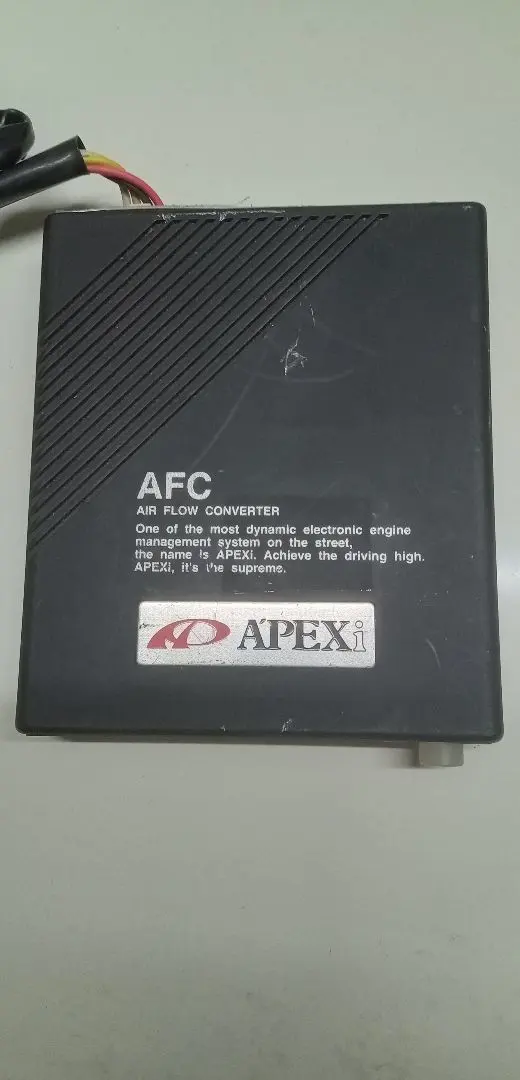 AFC
AIR FLOW CONVERTER
One of the most dynamic electronic engine
management system on the street,
the name is APEXi. Achieve the driving high.
APEXi, it's the supreme.
A'PEXi